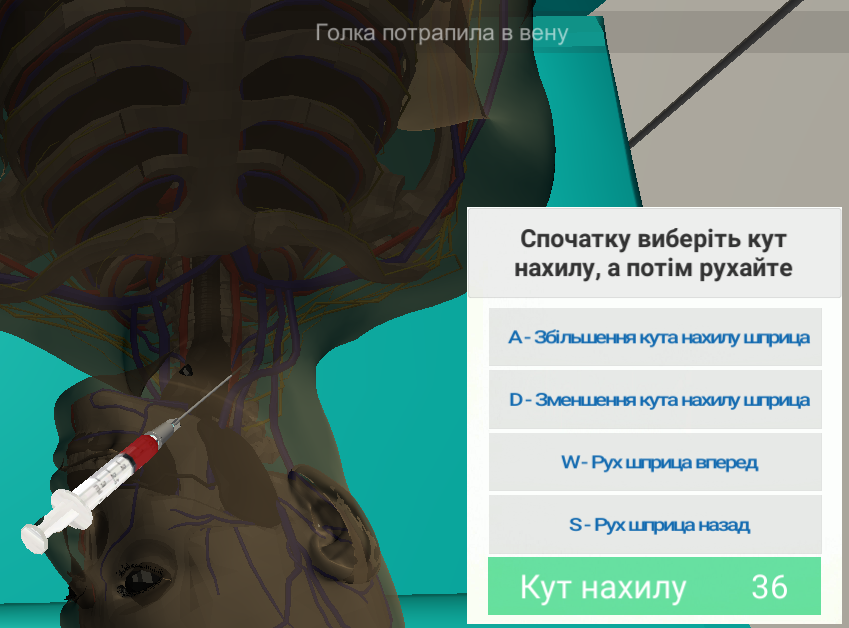 Голка потрапила в вену
Спочатку виберіть кут
нахилу, а потім рухайте
А - Збільшення кута нахилу шприца
D - Зменшення кута нахилу шприца
W - Рух шприца вперед
S - Рух шприца назад
Кут нахилу 36